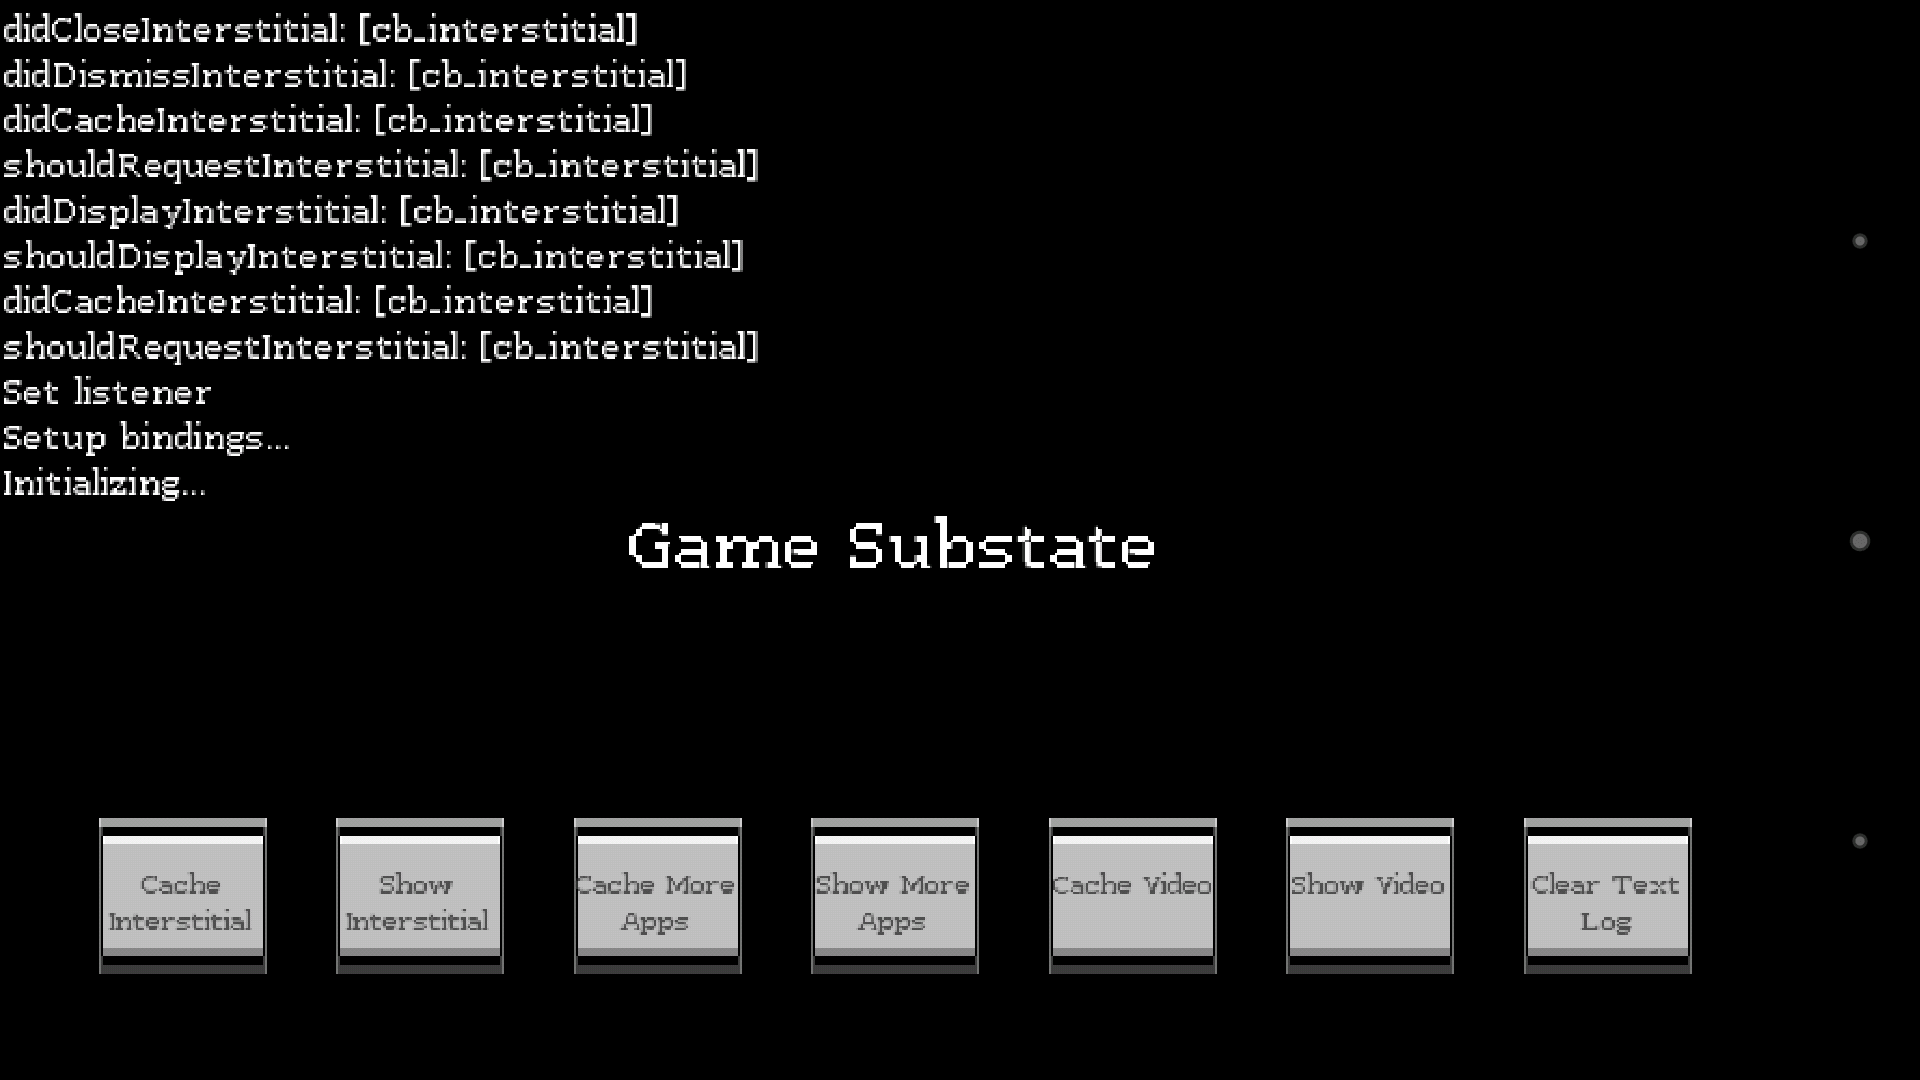 didCloseInterstitial: [cb_interstitial]
didDismissInterstitial: [cb_interstitial]
didCacheInterstitial: [cb_interstitial]
shouldRequestInterstitial: [cb_interstitial]
didDisplayInterstitial: [cb_interstitial]
shouldDisplayInterstitial: [cb_interstitial]
didCacheInterstitial: [cb_interstitial]
shouldRequestInterstitial: [cb_interstitial]
Set listener
Setup bindings...
Initializing...
Game Substate
Cache
Interstitial
Show
Interstitial
Cache More
Apps
Show More
Apps
Cache Video
Show Video
Clear Text
Log